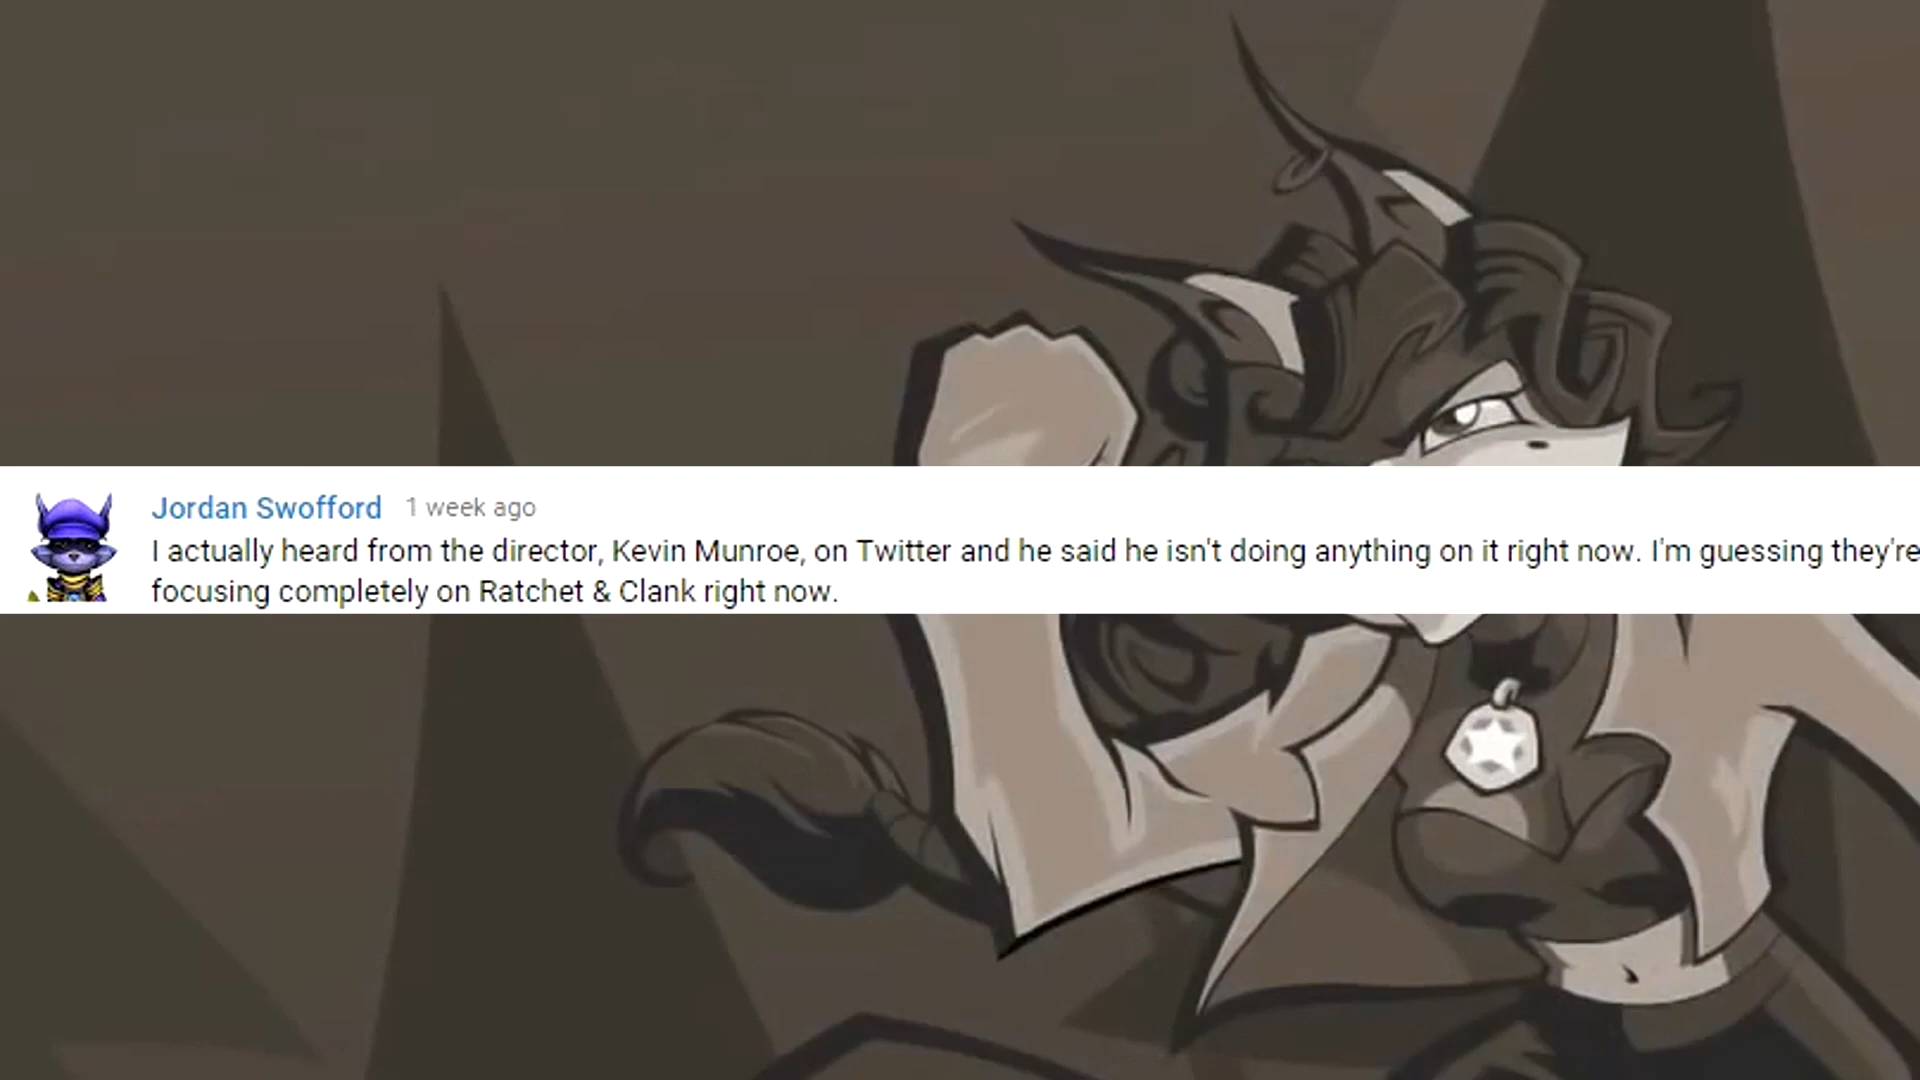 Jordan Swofford 1 week ago
I actually heard from the director, Kevin Munroe, on Twitter and he said he isn't doing anything on it right now. I'm guessing they're
focusing completely on Ratchet & Clank right now.